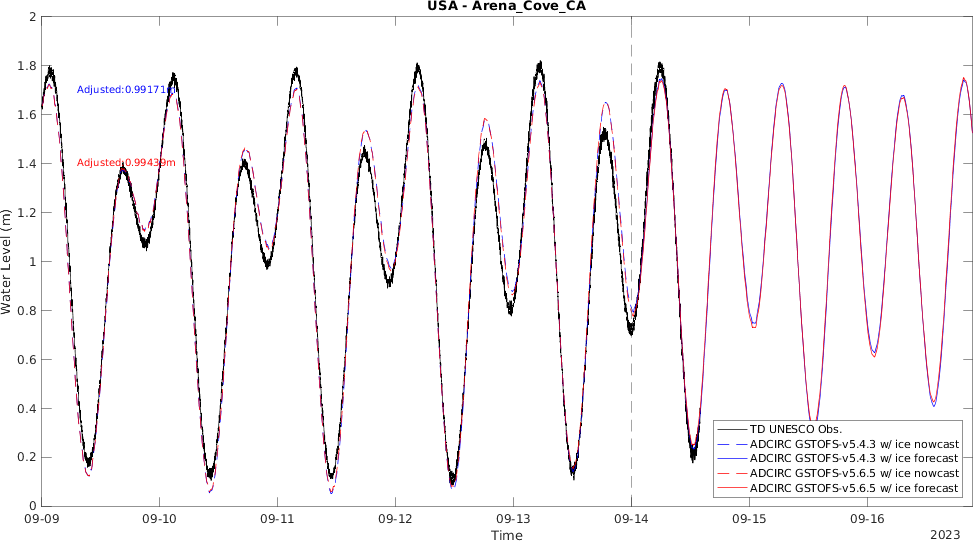 USA - Arena_Cove_CA
2
1.8
1.6
1.4
1.2
1
0.8
0.6
0.4
0.2
0
Water Level (m)
Adjusted:0.99171m
Adjusted:0.99439m
TD UNESCO Obs.
ADCIRC GSTOFS-v5.4.3 w/ ice nowcast
ADCIRC GSTOFS-v5.4.3 w/ ice forecast
ADCIRC GSTOFS-v5.6.5 w/ ice nowcast
ADCIRC GSTOFS-v5.6.5 w/ ice forecast
09-09 09-10 09-11 09-12 09-13 09-14 09-15 09-16
Time
2023